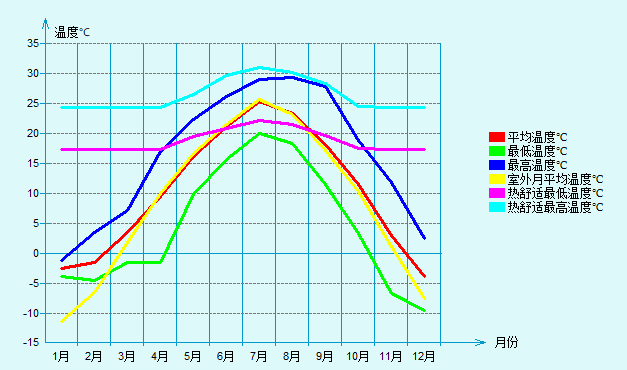 温度℃
35
30
25
20
15
10
5
0
-5
-10
-15
1月 2月 3月 4月 5月 6月 7月 8月 9月 10月 11月 12月
月份
平均温度℃
最低温度℃
最高温度℃
室外月平均温度℃
热舒适最低温度℃
热舒适最高温度℃